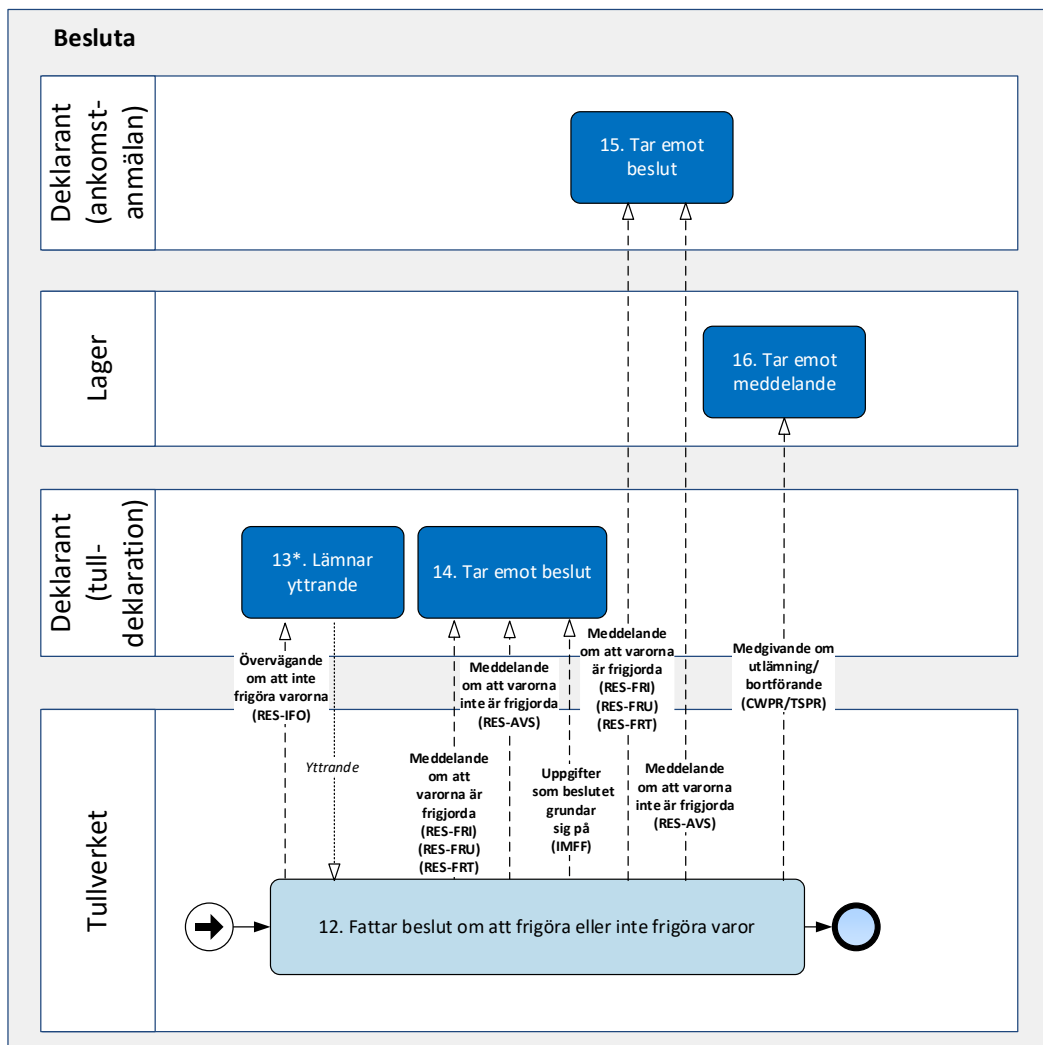 Besluta
Deklarant
(ankomst-
anmälan)
15. Tar emot
beslut
Lager
16. Tar emot
meddelande
Deklarant
(tull-
deklaration)
13*. Lämnar
yttrande
14. Tar emot beslut
Övervägande
om att inte
frigöra varorna
(RES-IFO)
Yttrande
Meddelande
om att
varorna är
frigjorda
(RES-FRI)
(RES-FRU)
(RES-FRT)
Meddelande
om att varorna
inte är frigjorda
(RES-AVS)
Uppgifter
som beslutet
grundar
sig på
(IMFF)
Meddelande
om att varorna
är frigjorda
(RES-FRI)
(RES-FRU)
(RES-FRT)
Meddelande
om att varorna
inte är frigjorda
(RES-AVS)
Medgivande om
utlämning/
bortförande
(CWPR/TSPR)
Tullverket
12. Fattar beslut om att frigöra eller inte frigöra varor